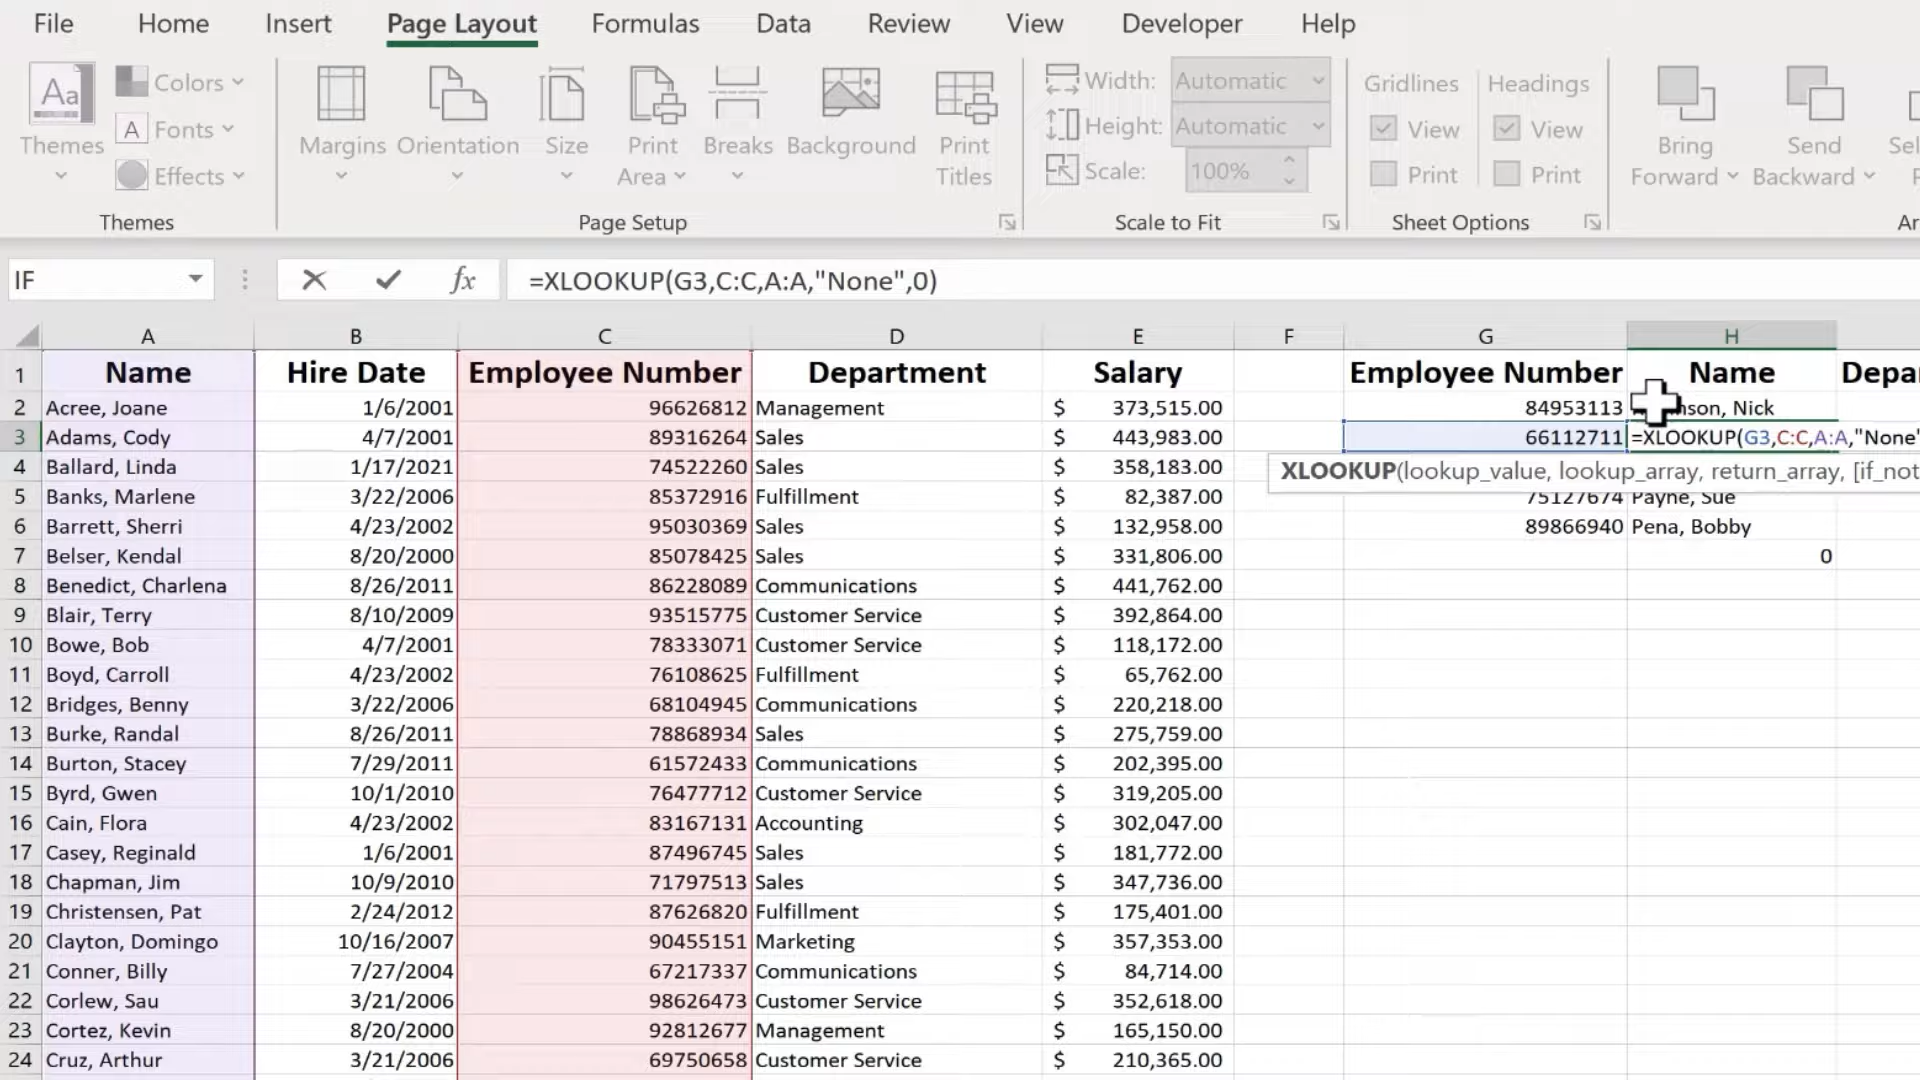 File Home Insert Page Layout Formulas Data Review View Developer Help
Aa Themes Colors Fonts Effects
Themes
Margins Orientation Size Print Area Breaks Background Print Titles
Page Setup
Width: Automatic
Height: Automatic
Scale: 100%
Scale to Fit
Gridlines Headings
View View
Print Print
Sheet Options
Bring Forward Send Backward
IF fx =XLOOKUP(G3,C:C,A:A,"None",0)
A B C D E F G H
1 Name Hire Date Employee Number Department Salary Employee Number Name
2 Acree, Joane 1/6/2001 96626812 Management $ 373,515.00 84953113 Nick
3 Adams, Cody 4/7/2001 89316264 Sales $ 443,983.00 66112711 =XLOOKUP(G3,C:C,A:A,"None"
4 Ballard, Linda 1/17/2021 74522260 Sales $ 358,183.00
XLOOKUP(lookup_value, lookup_array, return_array, [if_not
5 Banks, Marlene 3/22/2006 85372916 Fulfillment $ 82,387.00 75127674 Payne, Sue
6 Barrett, Sherri 4/23/2002 95030369 Sales $ 132,958.00 89866940 Pena, Bobby
7 Belser, Kendal 8/20/2000 85078425 Sales $ 331,806.00 0
8 Benedict, Charlena 8/26/2011 86228089 Communications $ 441,762.00
9 Blair, Terry 8/10/2009 93515775 Customer Service $ 392,864.00
10 Bowe, Bob 4/7/2001 78333071 Customer Service $ 118,172.00
11 Boyd, Carroll 4/23/2002 76108625 Fulfillment $ 65,762.00
12 Bridges, Benny 3/22/2006 68104945 Communications $ 220,218.00
13 Burke, Randal 8/26/2011 78868934 Sales $ 275,759.00
14 Burton, Stacey 7/29/2011 61572433 Communications $ 202,395.00
15 Byrd, Gwen 10/1/2010 76477712 Customer Service $ 319,205.00
16 Cain, Flora 4/23/2002 83167131 Accounting $ 302,047.00
17 Casey, Reginald 1/6/2001 87496745 Sales $ 181,772.00
18 Chapman, Jim 10/9/2010 71797513 Sales $ 347,736.00
19 Christensen, Pat 2/24/2012 87626820 Fulfillment $ 175,401.00
20 Clayton, Domingo 10/16/2007 90455151 Marketing $ 357,353.00
21 Conner, Billy 7/27/2004 67217337 Communications $ 84,714.00
22 Corlew, Sau 3/21/2006 98626473 Customer Service $ 352,618.00
23 Cortez, Kevin 8/20/2000 92812677 Management $ 165,150.00
24 Cruz, Arthur 3/21/2006 69750658 Customer Service $ 210,365.00